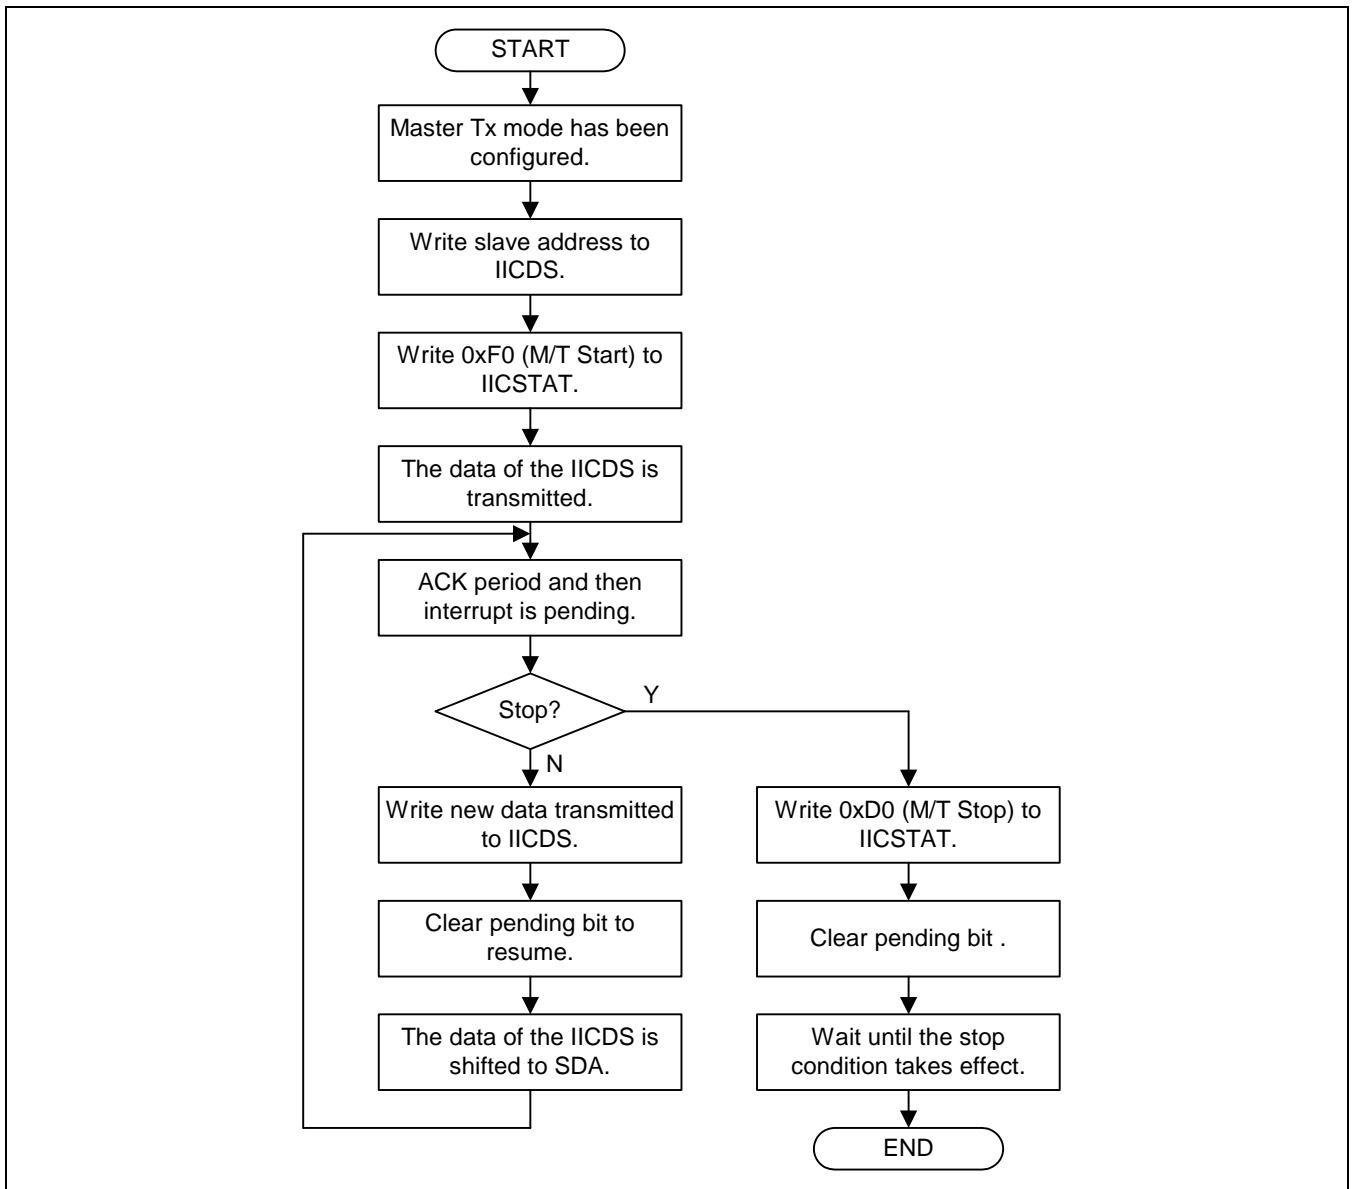 START
Master Tx mode has been
configured.
Write slave address to
IICDS.
Write 0xF0 (M/T Start) to
IICSTAT.
The data of the IICDS is
transmitted.
ACK period and then
interrupt is pending.
Stop?
Y
N
Write new data transmitted
to IICDS.
Clear pending bit to
resume.
The data of the IICDS is
shifted to SDA.
Write 0xD0 (M/T Stop) to
IICSTAT.
Clear pending bit .
Wait until the stop
condition takes effect.
END